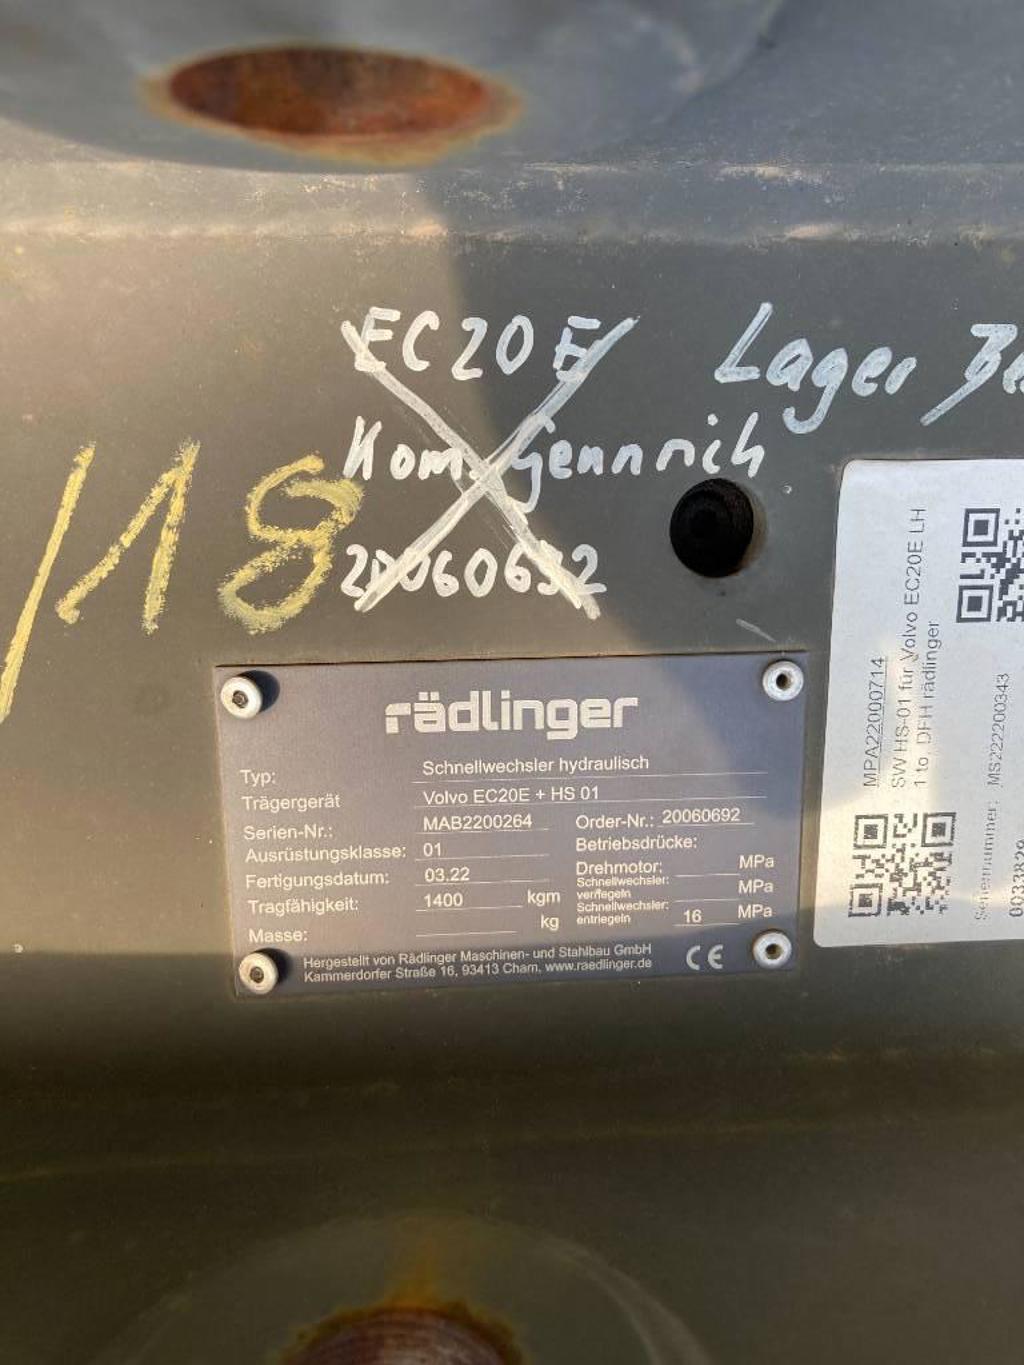 EC20E
Lager
Kom. Gennrich
20060692
118
rädlinger
Typ: Schnellwechsler hydraulisch
Trägergerät Volvo EC20E + HS 01
Serien-Nr.: MAB2200264 Order-Nr.: 20060692
Ausrüstungsklasse: 01 Betriebsdrücke:
Fertigungsdatum: 03.22 Drehmotor: MPa
Tragfähigkeit: 1400 kgm Schnellwechsler: verriegeln MPa
Masse: kg Schnellwechsler: entriegeln 16 MPa
Hergestellt von Rädlinger Maschinen- und Stahlbau GmbH
Kammerdorfer Straße 16, 93413 Cham, www.raedlinger.de
CE
MPA22000714
SW HS-01 für Volvo EC20E LH
1 to, DFH rädlinger
Seriennummer: MS222200343
0033829